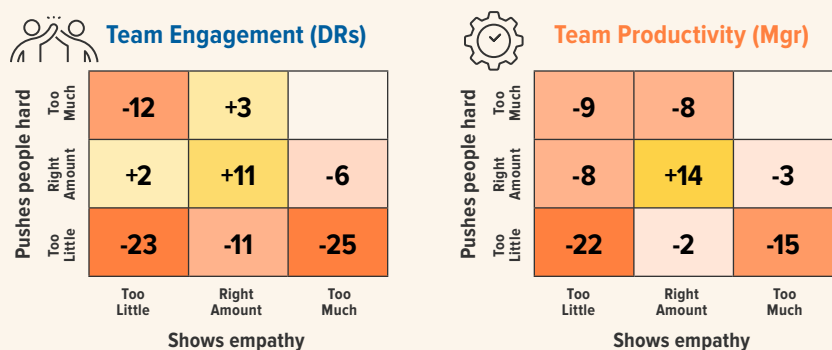 Team Engagement (DRs)
Pushes people hard
Too
Much
-12
+3
Right
Amount
+2
+11
-6
Too
Little
-23
-11
-25
Too
Little
Right
Amount
Too
Much
Shows empathy
Team Productivity (Mgr)
Pushes people hard
Too
Much
-9
-8
Right
Amount
-8
+14
-3
Too
Little
-22
-2
-15
Too
Little
Right
Amount
Too
Much
Shows empathy